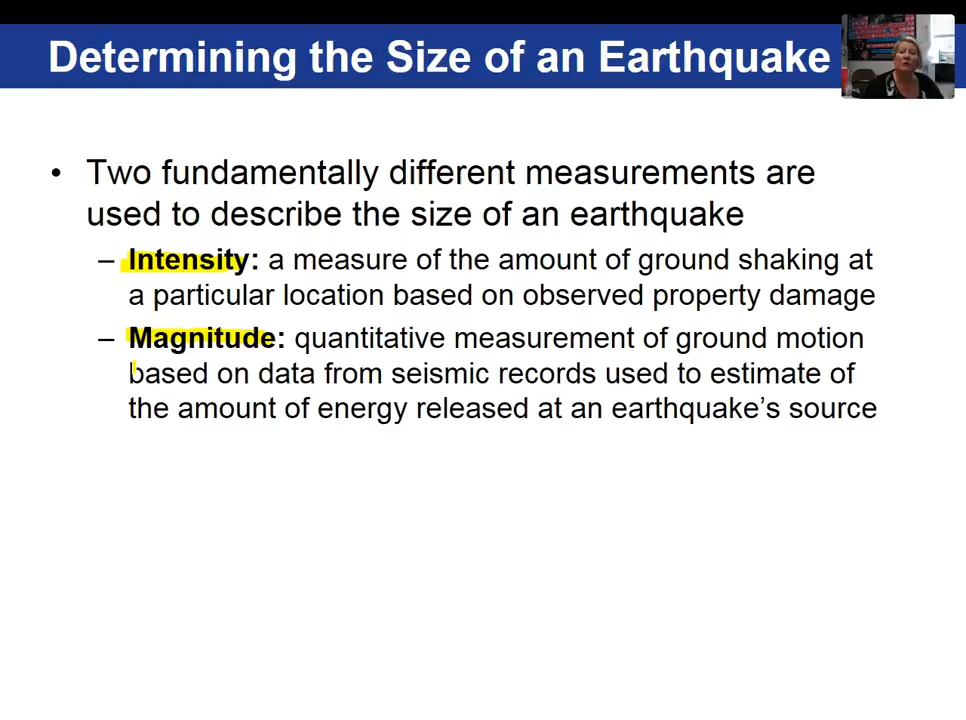 Determining the Size of an Earthquake
• Two fundamentally different measurements are
used to describe the size of an earthquake
– Intensity: a measure of the amount of ground shaking at
a particular location based on observed property damage
– Magnitude: quantitative measurement of ground motion
based on data from seismic records used to estimate of
the amount of energy released at an earthquake’s source